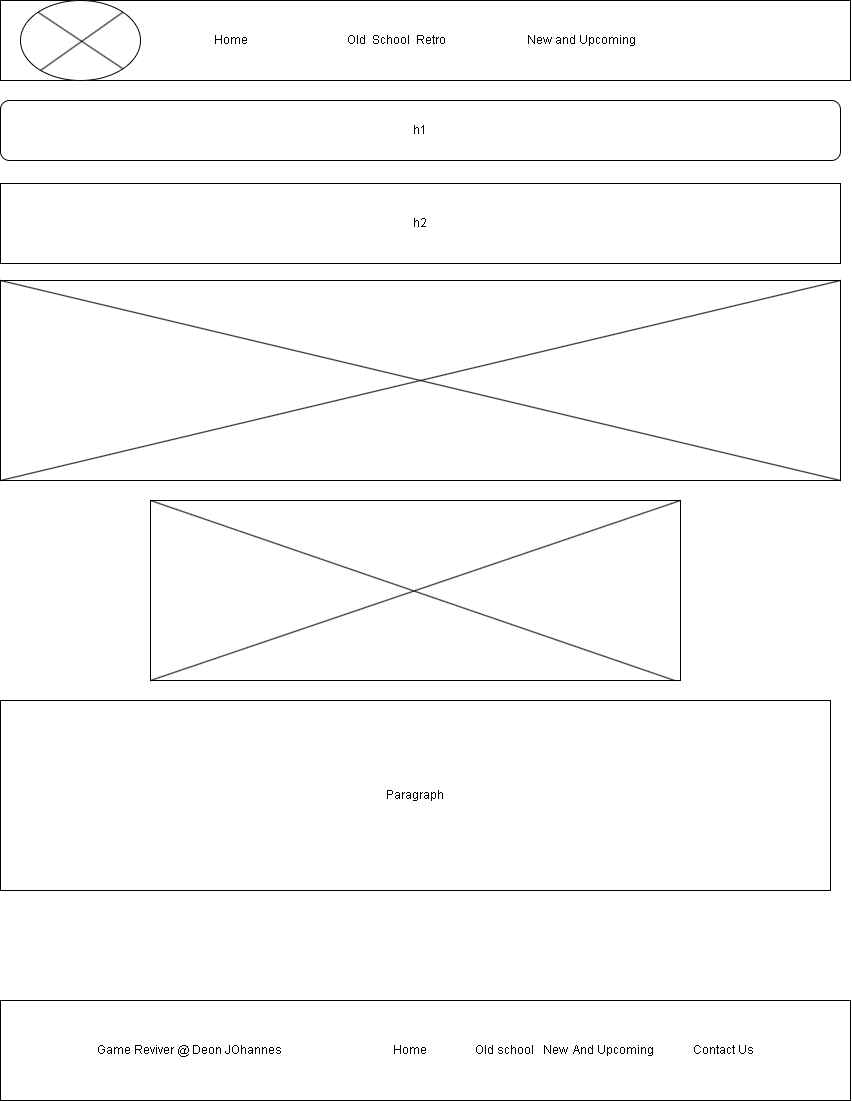 Home Old School Retro New and Upcoming
h1
h2
Paragraph
Game Reviver @ Deon JOhannes Home Old school New And Upcoming Contact Us